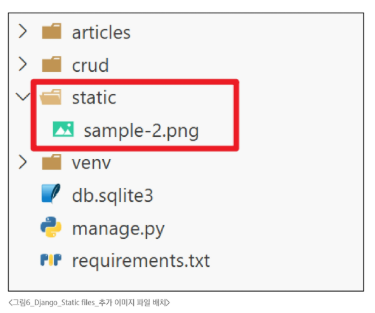 articles
crud
static
sample-2.png
venv
db.sqlite3
manage.py
requirements.txt
<그림6_Django_Static files_추가 이미지 파일 배치>